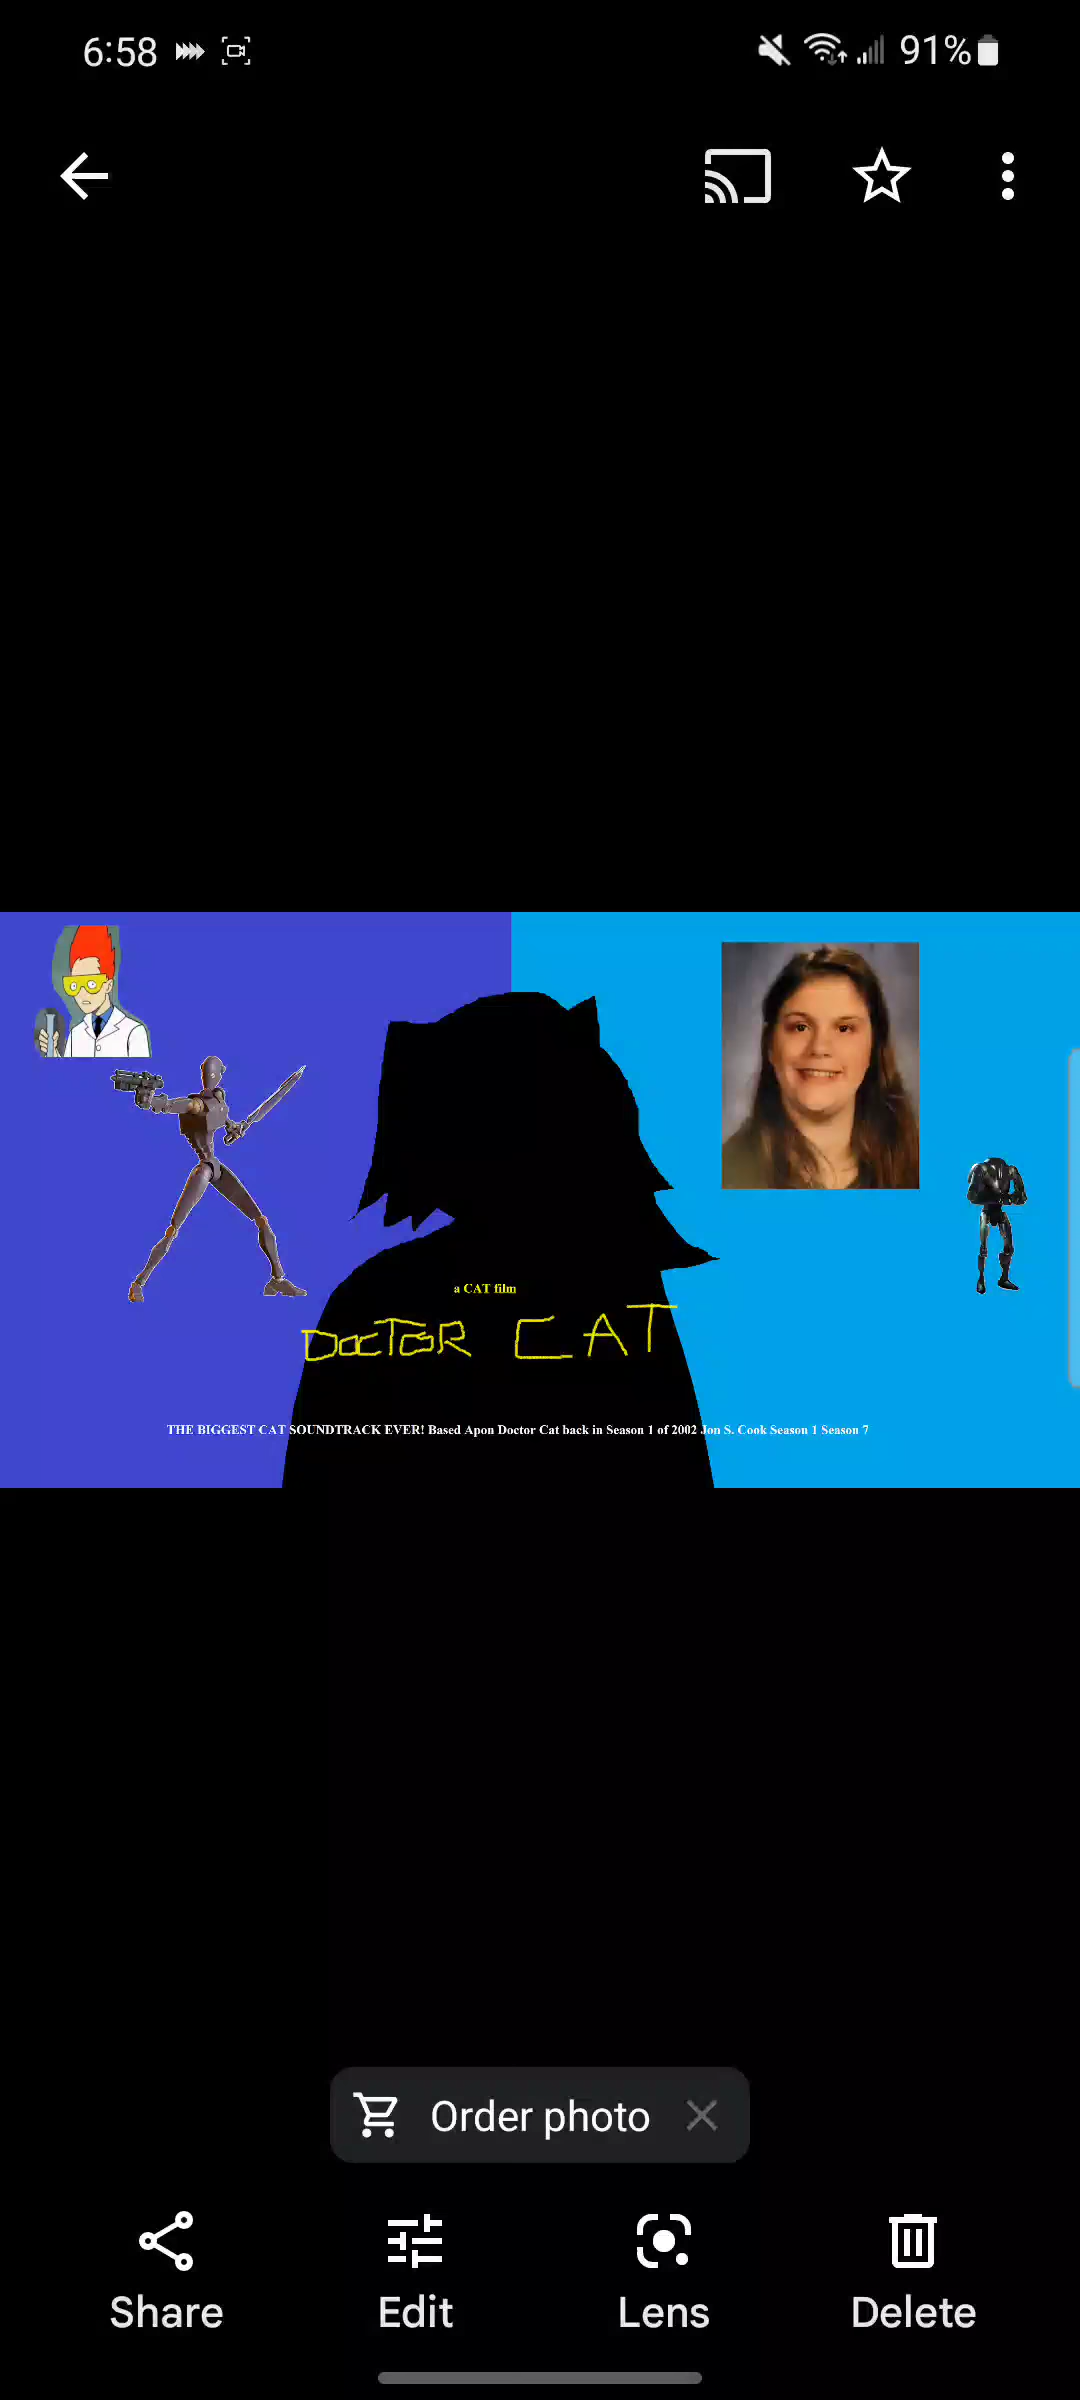 6:58
91%
a CAT film
DOCTOR CAT
THE BIGGEST CAT SOUNDTRACK EVER! Based Apon Doctor Cat back in Season 1 of 2002 Jon S. Cook Season 1 Season 7
Order photo
Share Edit Lens Delete